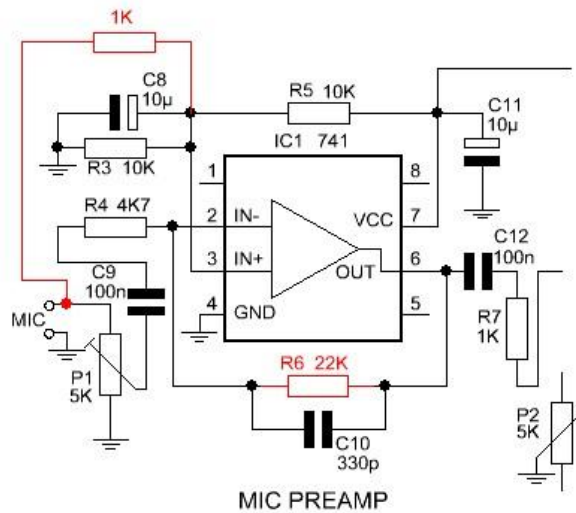 1K
C8
10µ
R5 10K
C11
10µ
IC1 741
R3 10K
1
8
R4 4K7
2
IN-
VCC
7
C12
100n
C9
100n
3
IN+
OUT
6
MIC
4
GND
5
R7
1K
P1
5K
R6 22K
P2
5K
C10
330p
MIC PREAMP